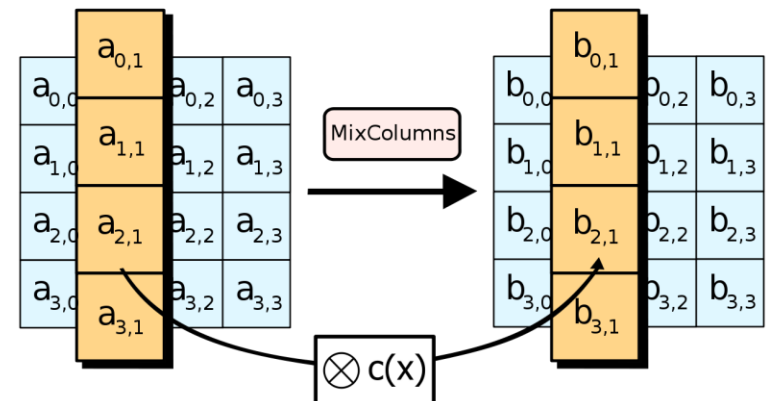 a0,1 b0,1
a0,0 a0,2 a0,3 b0,0 b0,2 b0,3
MixColumns
a1,0 a1,1 a1,2 a1,3 b1,0 b1,1 b1,2 b1,3
a2,0 a2,1 a2,2 a2,3 b2,0 b2,1 b2,2 b2,3
a3,0 a3,1 a3,2 a3,3 b3,0 b3,1 b3,2 b3,3
⊗ c(x)